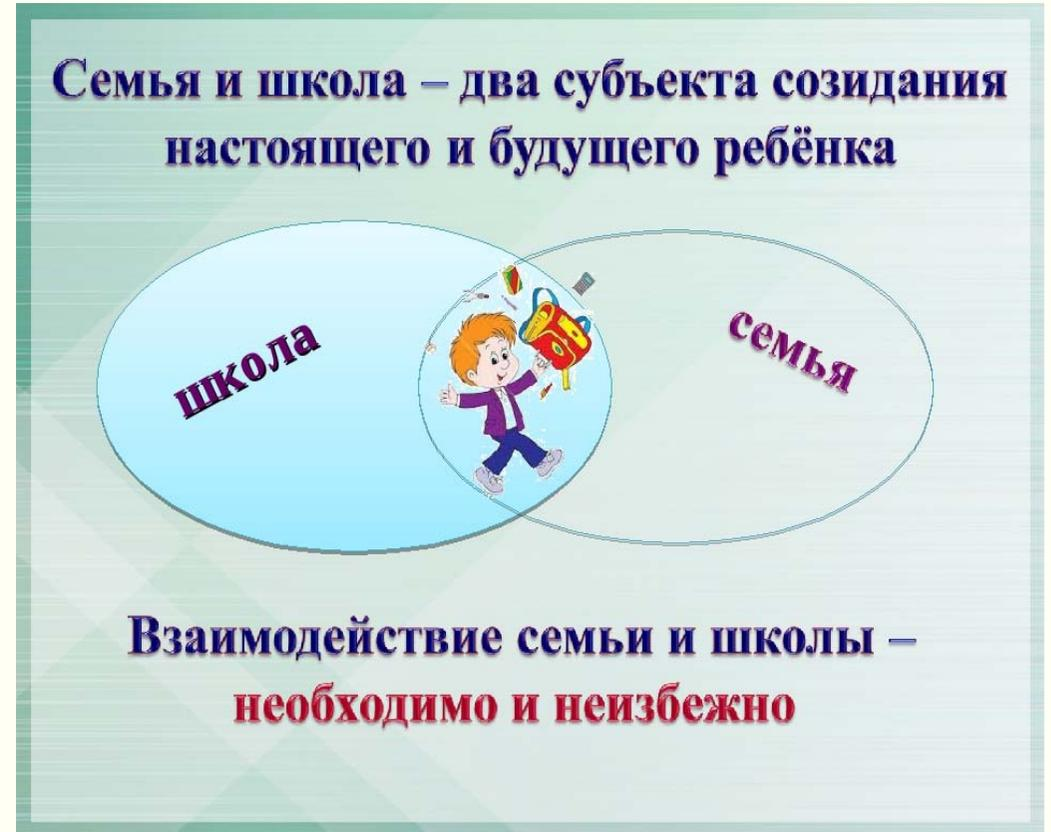 Семья и школа – два субъекта созидания
настоящего и будущего ребёнка
школа
семья
Взаимодействие семьи и школы –
необходимо и неизбежно